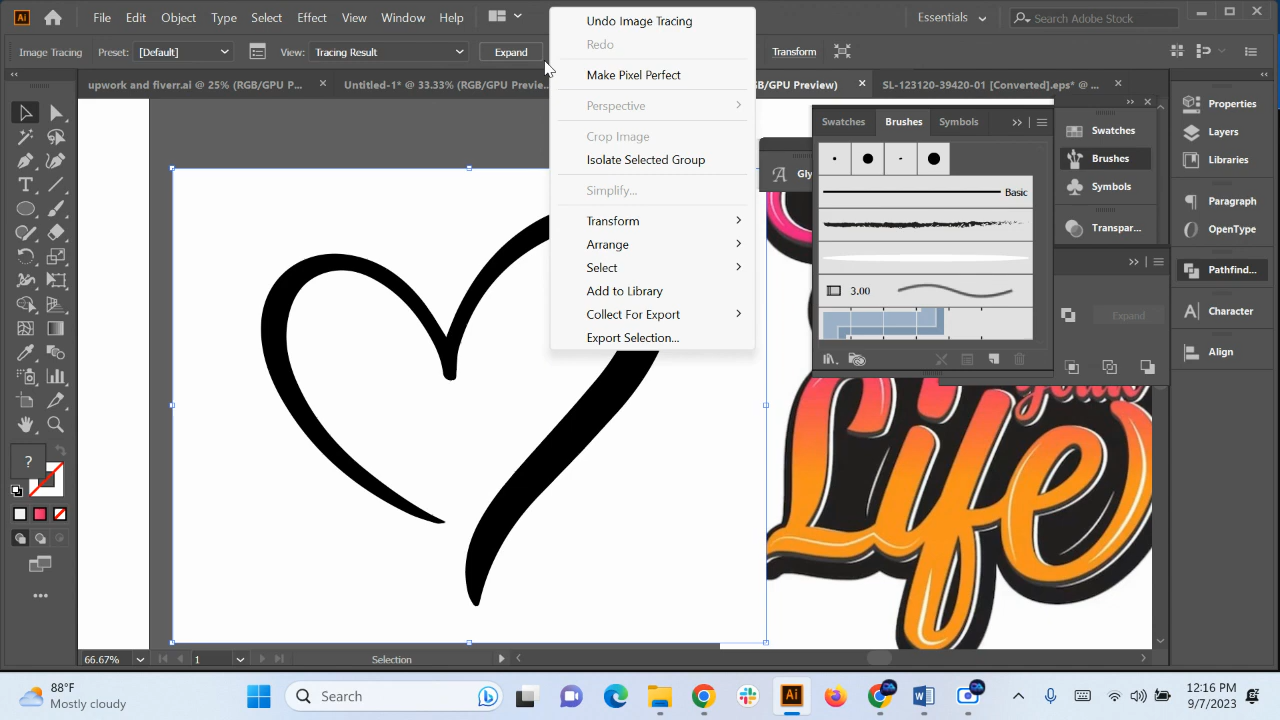 Ai File Edit Object Type Select Effect View Window Help Essentials Search Adobe Stock
Image Tracing Preset: [Default] View: Tracing Result Expand Transform
upwork and fiverr.ai @ 25% (RGB/GPU P... × Untitled-1* @ 33.33% (RGB/GPU Previe... RGB/GPU Preview) × SL-123120-39420-01 [Converted].eps* @ ... ×
Undo Image Tracing
Redo
Make Pixel Perfect
Perspective
Crop Image
Isolate Selected Group
Simplify...
Transform
Arrange
Select
Add to Library
Collect For Export
Export Selection...
Swatches Brushes Symbols
Basic
3.00
Gly
Swatches
Brushes
Symbols
Transpar...
Expand
Properties
Layers
Libraries
Paragraph
OpenType
Pathfind...
Character
Align
Life
?
66.67% 1 Selection
88°F
Mostly cloudy
Search
Ai
12:16 PM
9/7/2023